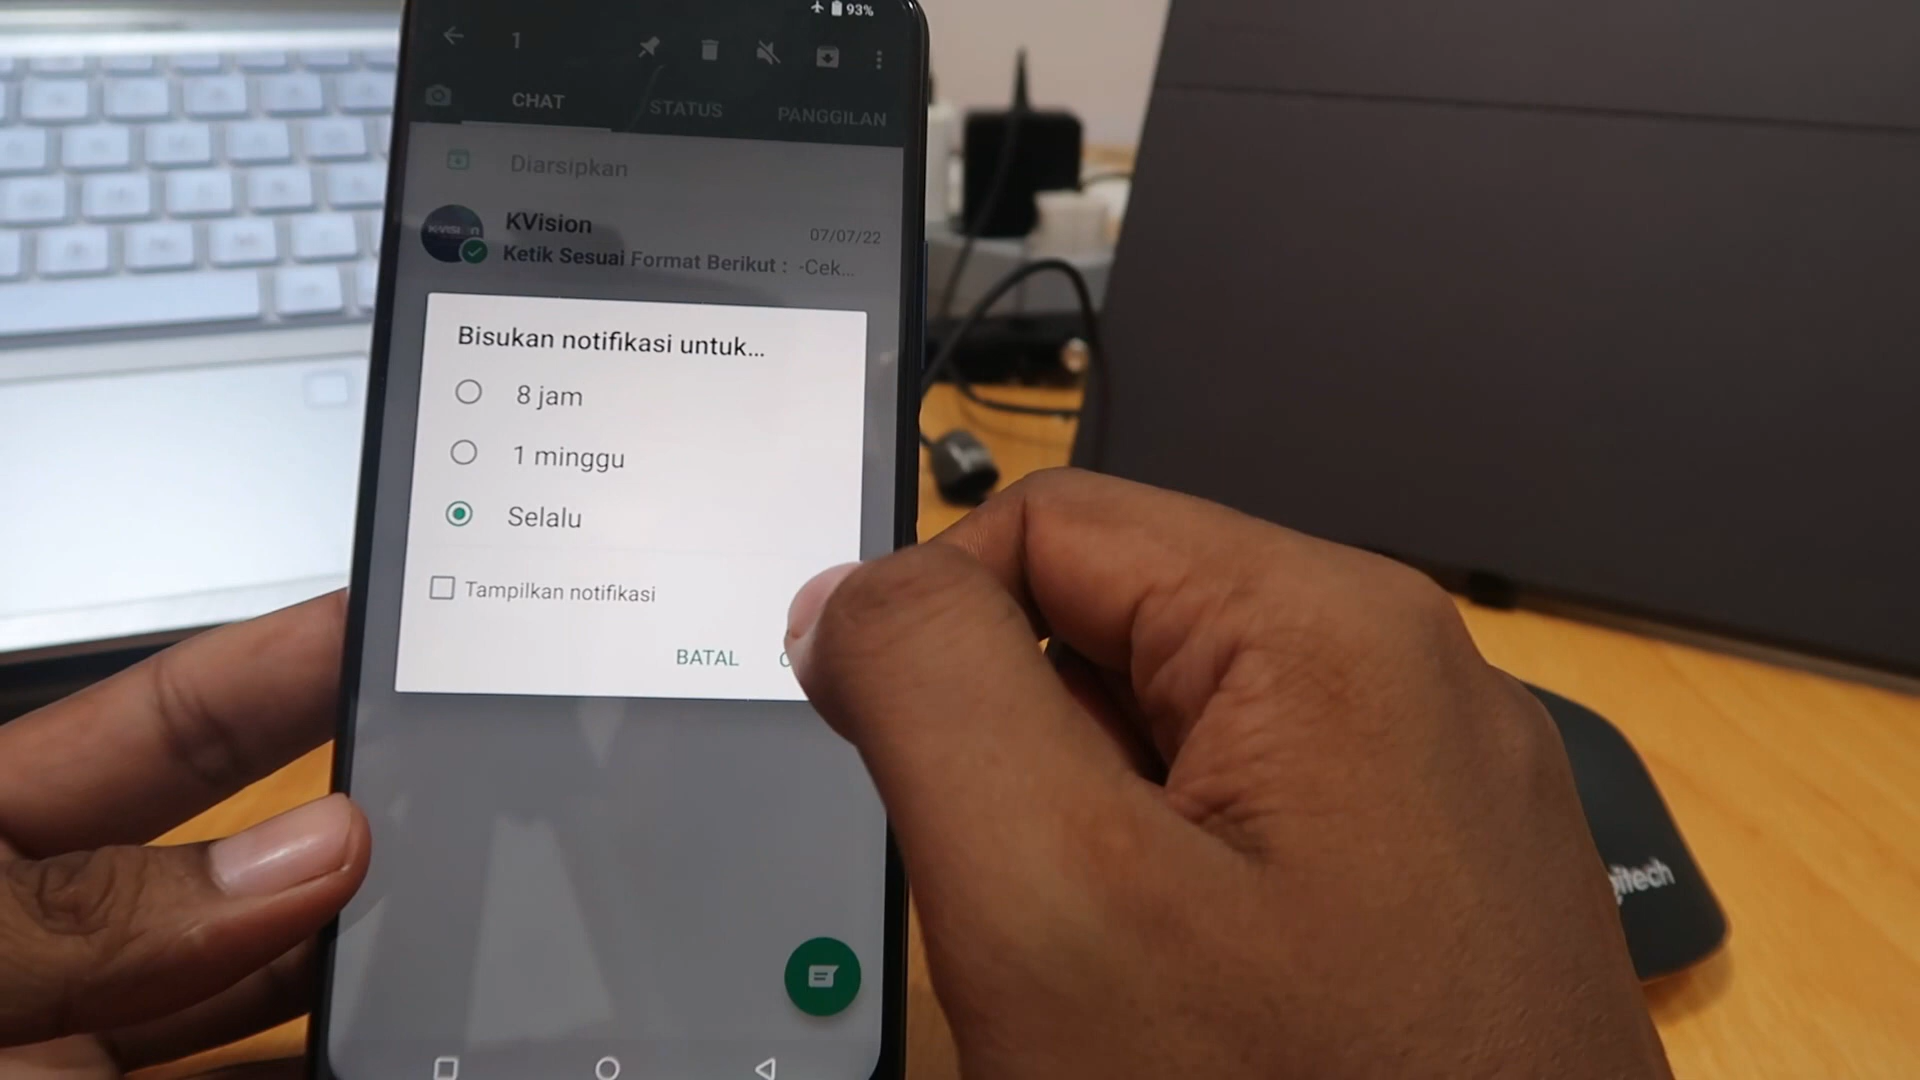 93%
1
CHAT STATUS PANGGILAN
Diarsipkan
KVision
07/07/22
Ketik Sesuai Format Berikut : -Cek...
Bisukan notifikasi untuk...
8 jam
1 minggu
Selalu
Tampilkan notifikasi
BATAL